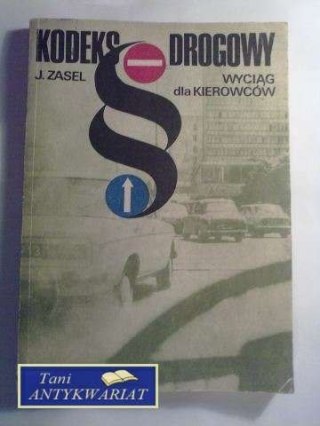 KODEKS DROGOWY
J. ZASEL
WYCIĄG
dla KIEROWCÓW
Tani
ANTYKWARIAT